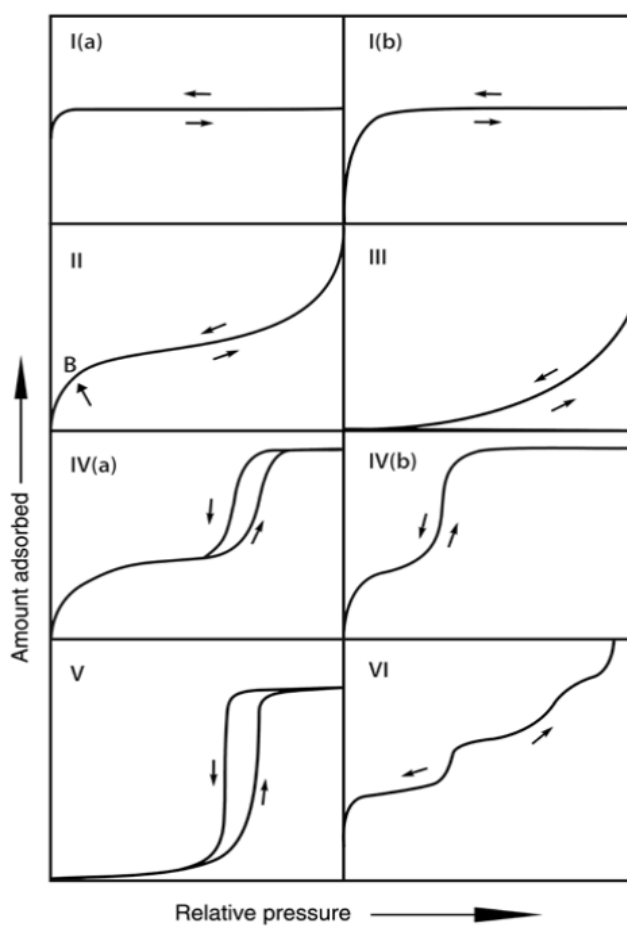 I(a)
I(b)
II
III
B
IV(a)
IV(b)
V
VI
Amount adsorbed
Relative pressure